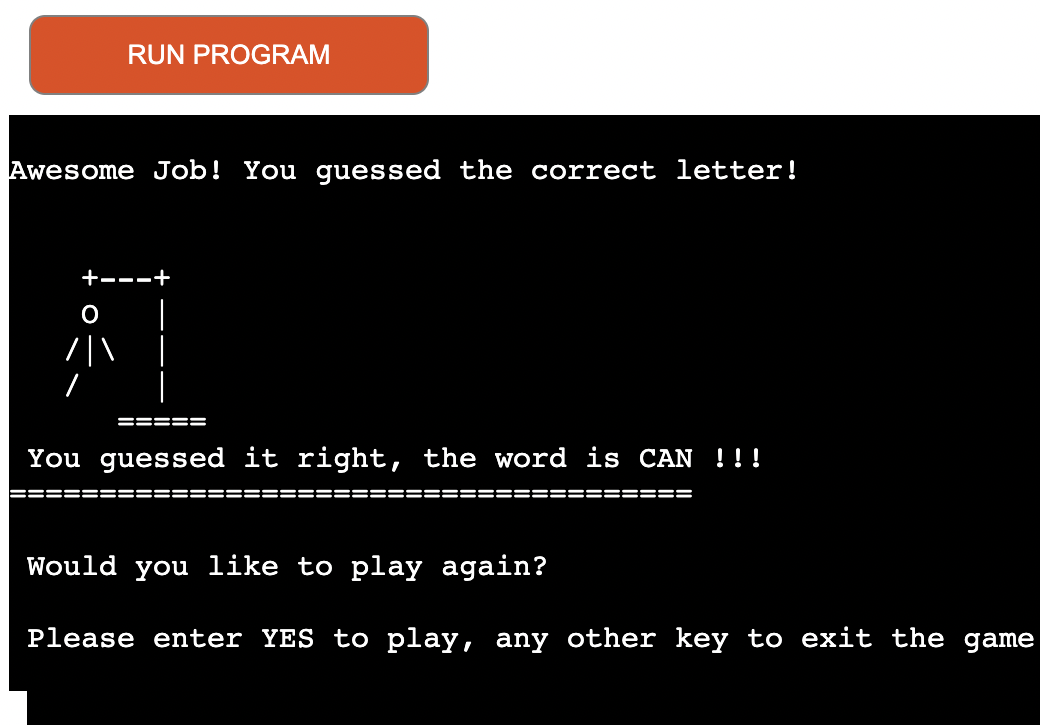 RUN PROGRAM
Awesome Job! You guessed the correct letter!
    +---+
    o   |
   /|\  |
   /    |
      =====
 You guessed it right, the word is CAN !!!
======================================
 Would you like to play again?
 Please enter YES to play, any other key to exit the game